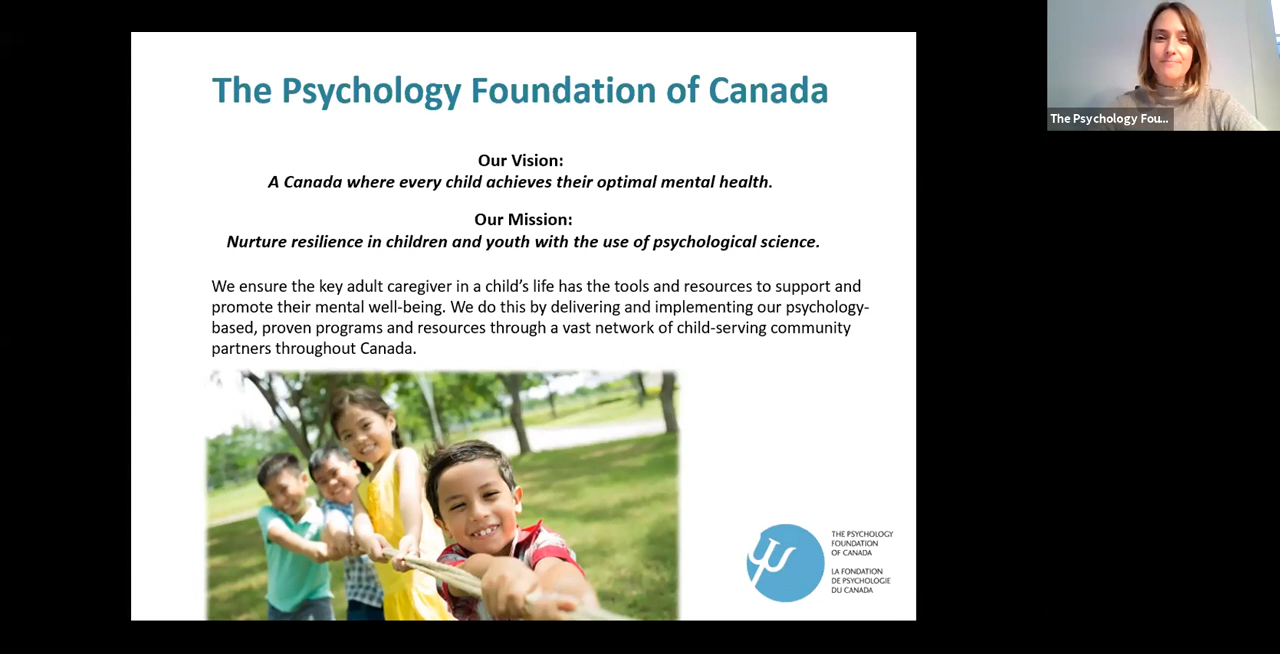 The Psychology Foundation of Canada
Our Vision:
A Canada where every child achieves their optimal mental health.
Our Mission:
Nurture resilience in children and youth with the use of psychological science.
We ensure the key adult caregiver in a child’s life has the tools and resources to support and
promote their mental well-being. We do this by delivering and implementing our psychology-
based, proven programs and resources through a vast network of child-serving community
partners throughout Canada.
THE PSYCHOLOGY
FOUNDATION
OF CANADA
LA FONDATION
DE PSYCHOLOGIE
DU CANADA
The Psychology Fou...